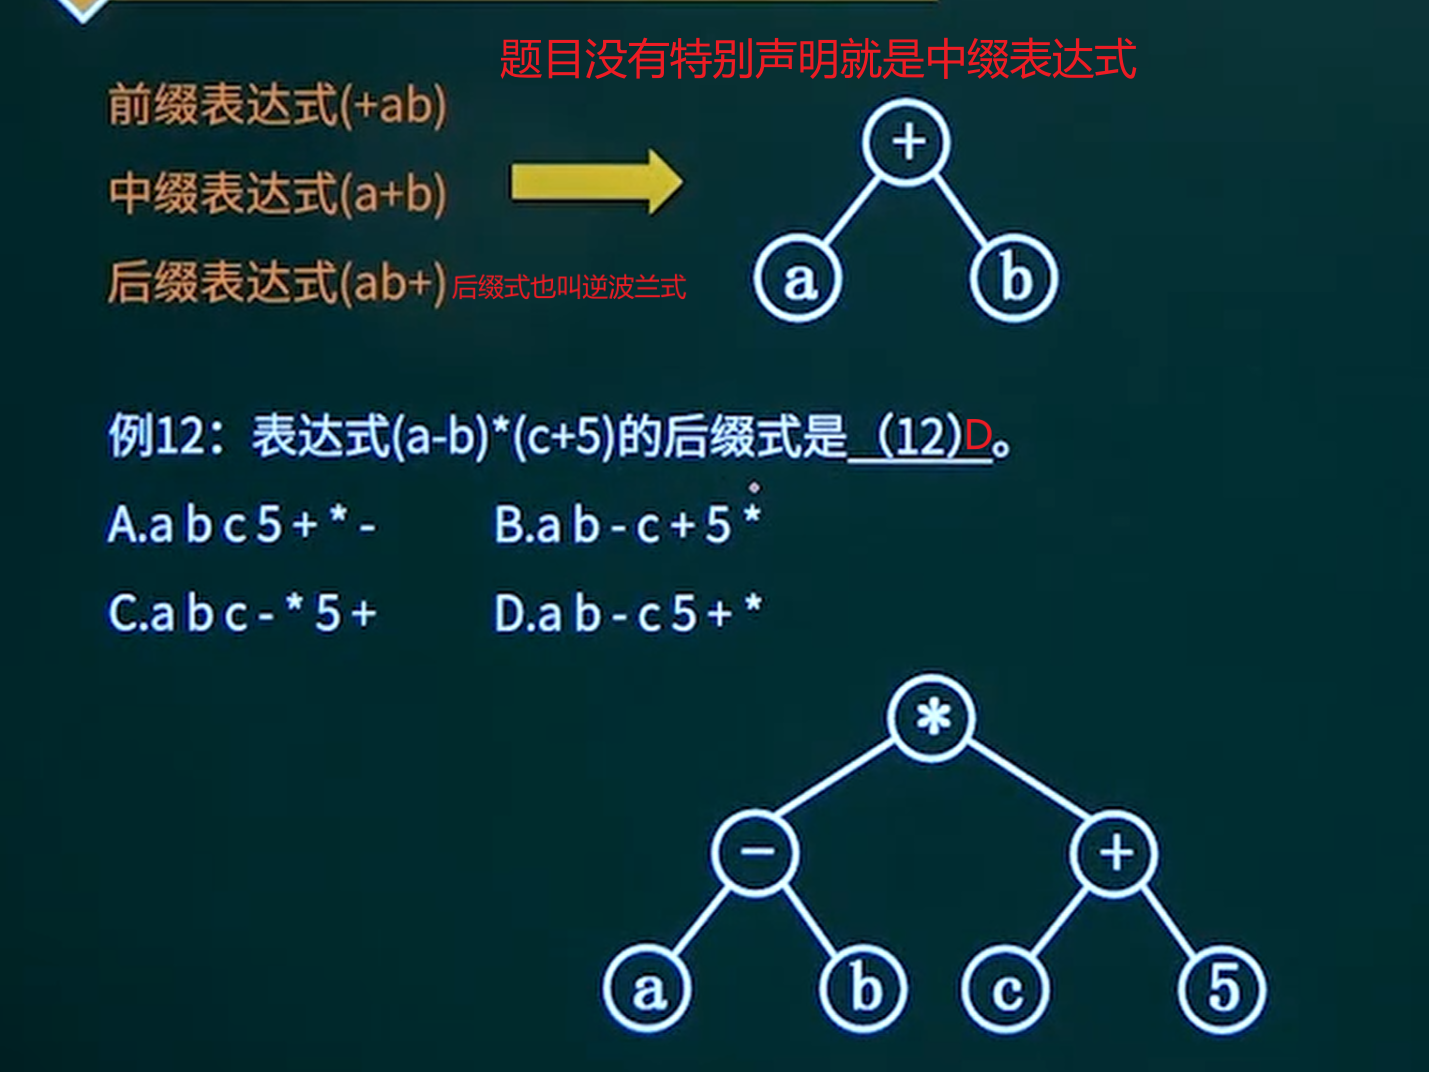 题目没有特别声明就是中缀表达式
前缀表达式(+ab)
中缀表达式(a+b)
后缀表达式(ab+)后缀式也叫逆波兰式
+
a b
例12：表达式(a-b)*(c+5)的后缀式是 （12）D。
A.a b c 5 + * - B.a b - c + 5 *
C.a b c - * 5 + D.a b - c 5 + *
*
− +
a b c 5